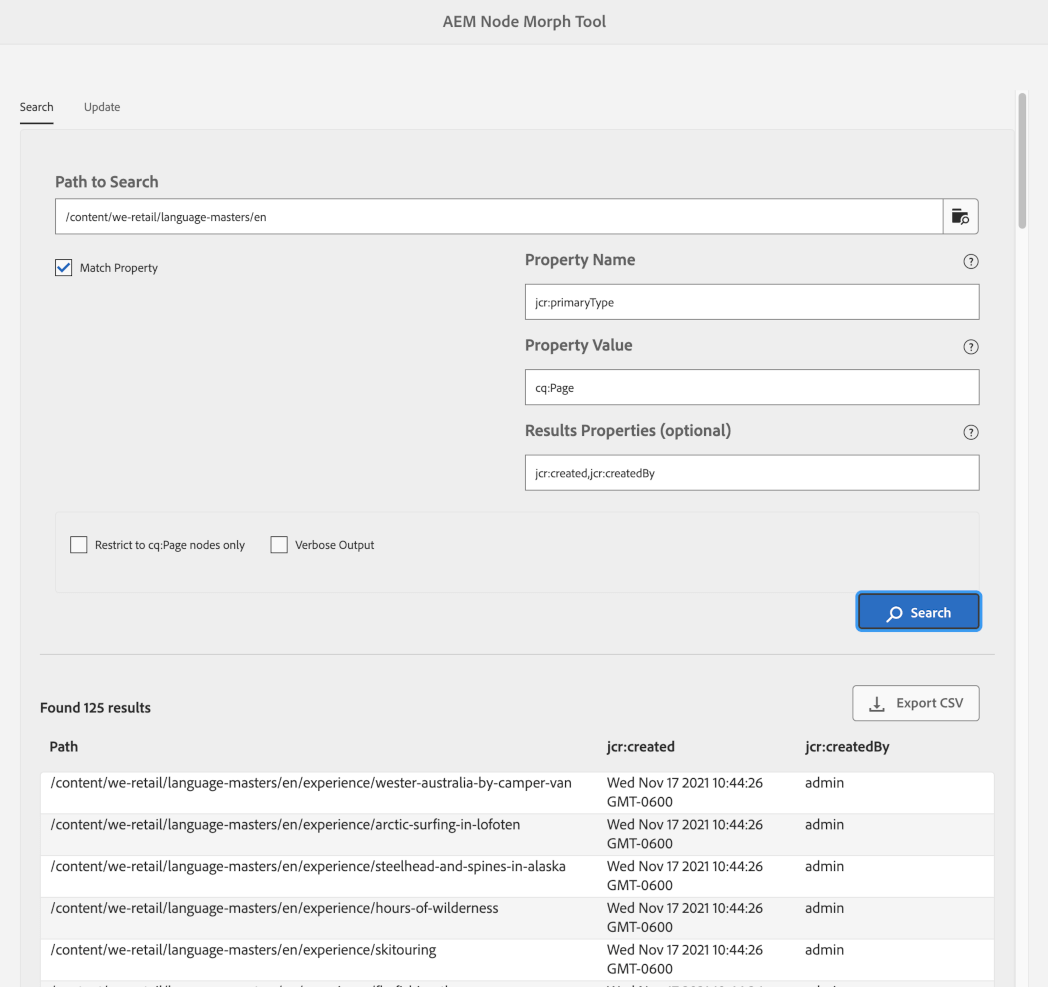 AEM Node Morph Tool
Search Update
Path to Search
/content/we-retail/language-masters/en
Match Property
Property Name ?
jcr:primaryType
Property Value ?
cq:Page
Results Properties (optional) ?
jcr:created,jcr:createdBy
Restrict to cq:Page nodes only Verbose Output
Search
Found 125 results
Export CSV
Path jcr:created jcr:createdBy
/content/we-retail/language-masters/en/experience/wester-australia-by-camper-van Wed Nov 17 2021 10:44:26 admin
GMT-0600
/content/we-retail/language-masters/en/experience/arctic-surfing-in-lofoten Wed Nov 17 2021 10:44:26 admin
GMT-0600
/content/we-retail/language-masters/en/experience/steelhead-and-spines-in-alaska Wed Nov 17 2021 10:44:26 admin
GMT-0600
/content/we-retail/language-masters/en/experience/hours-of-wilderness Wed Nov 17 2021 10:44:26 admin
GMT-0600
/content/we-retail/language-masters/en/experience/skitouring Wed Nov 17 2021 10:44:26 admin
GMT-0600